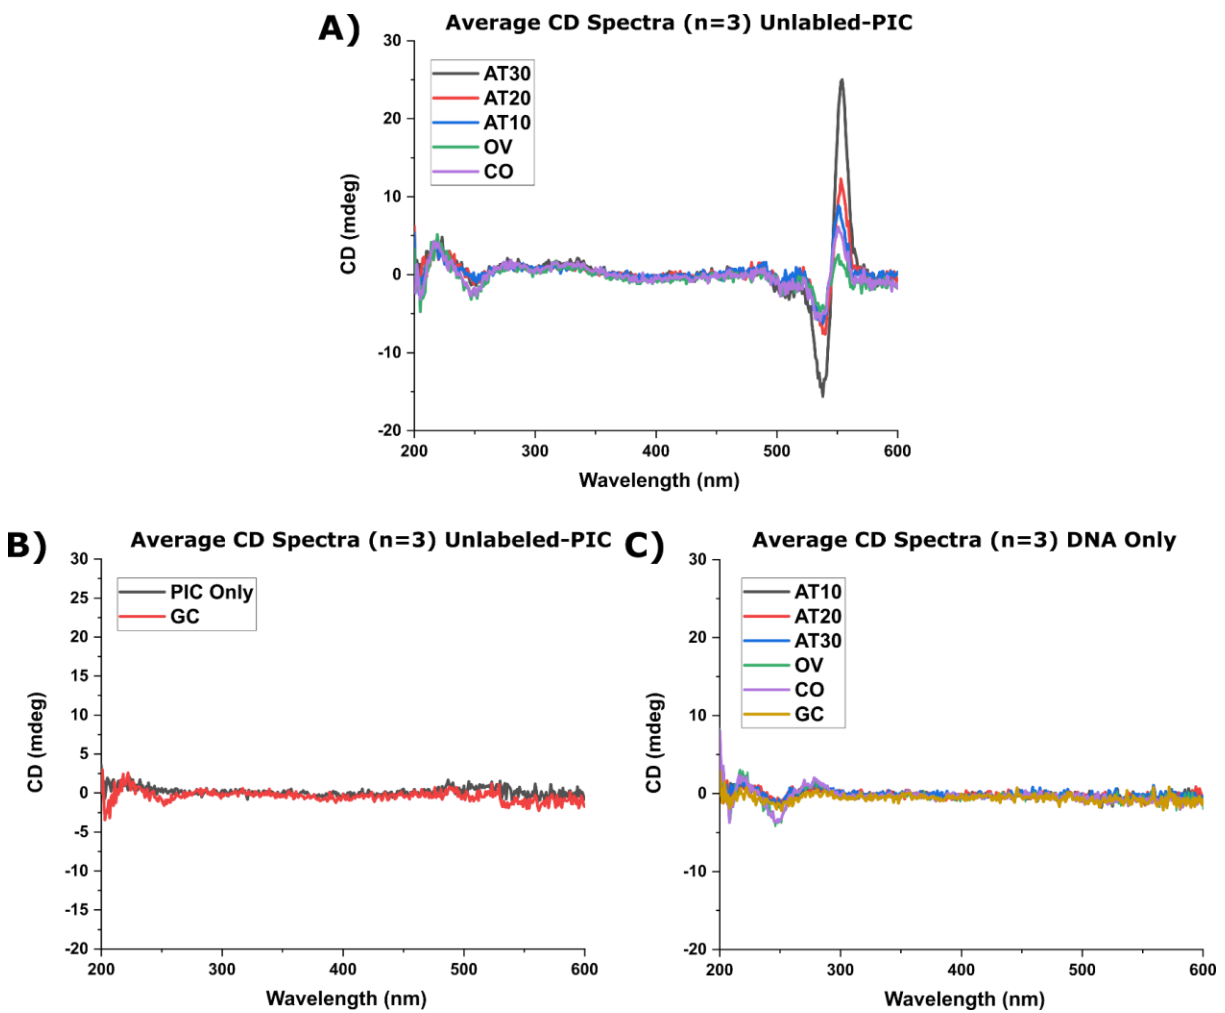 A)
Average CD Spectra (n=3) Unlabled-PIC
30
20
10
0
-10
-20
CD (mdeg)
AT30
AT20
AT10
OV
CO
200 300 400 500 600
Wavelength (nm)
B)
Average CD Spectra (n=3) Unlabeled-PIC
30
25
20
15
10
5
0
-5
-10
-15
-20
CD (mdeg)
PIC Only
GC
200 300 400 500 600
Wavelength (nm)
C)
Average CD Spectra (n=3) DNA Only
30
20
10
0
-10
-20
CD (mdeg)
AT10
AT20
AT30
OV
CO
GC
200 300 400 500 600
Wavelength (nm)